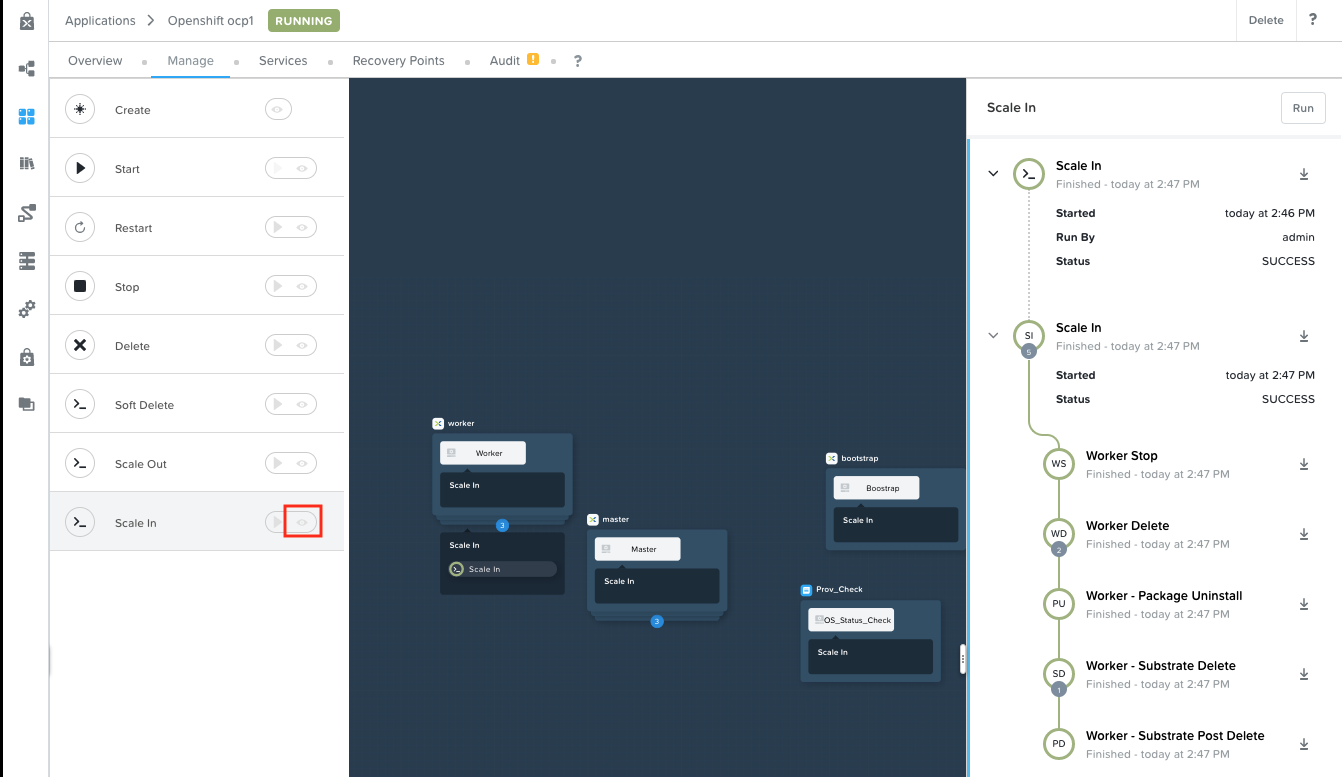 Applications > Openshift ocp1 RUNNING Delete ?
Overview Manage Services Recovery Points Audit ! ?
Create
Start
Restart
Stop
Delete
Soft Delete
Scale Out
Scale In
worker
Worker
Scale In
3
Scale In
Scale In
master
Master
Scale In
3
bootstrap
Boostrap
Scale In
Prov_Check
OS_Status_Check
Scale In
Scale In Run
Scale In
Finished - today at 2:47 PM
Started today at 2:46 PM
Run By admin
Status SUCCESS
SI
5
Scale In
Finished - today at 2:47 PM
Started today at 2:47 PM
Status SUCCESS
WS Worker Stop
Finished - today at 2:47 PM
WD
2
Worker Delete
Finished - today at 2:47 PM
PU Worker - Package Uninstall
Finished - today at 2:47 PM
SD
1
Worker - Substrate Delete
Finished - today at 2:47 PM
PD Worker - Substrate Post Delete
Finished - today at 2:47 PM